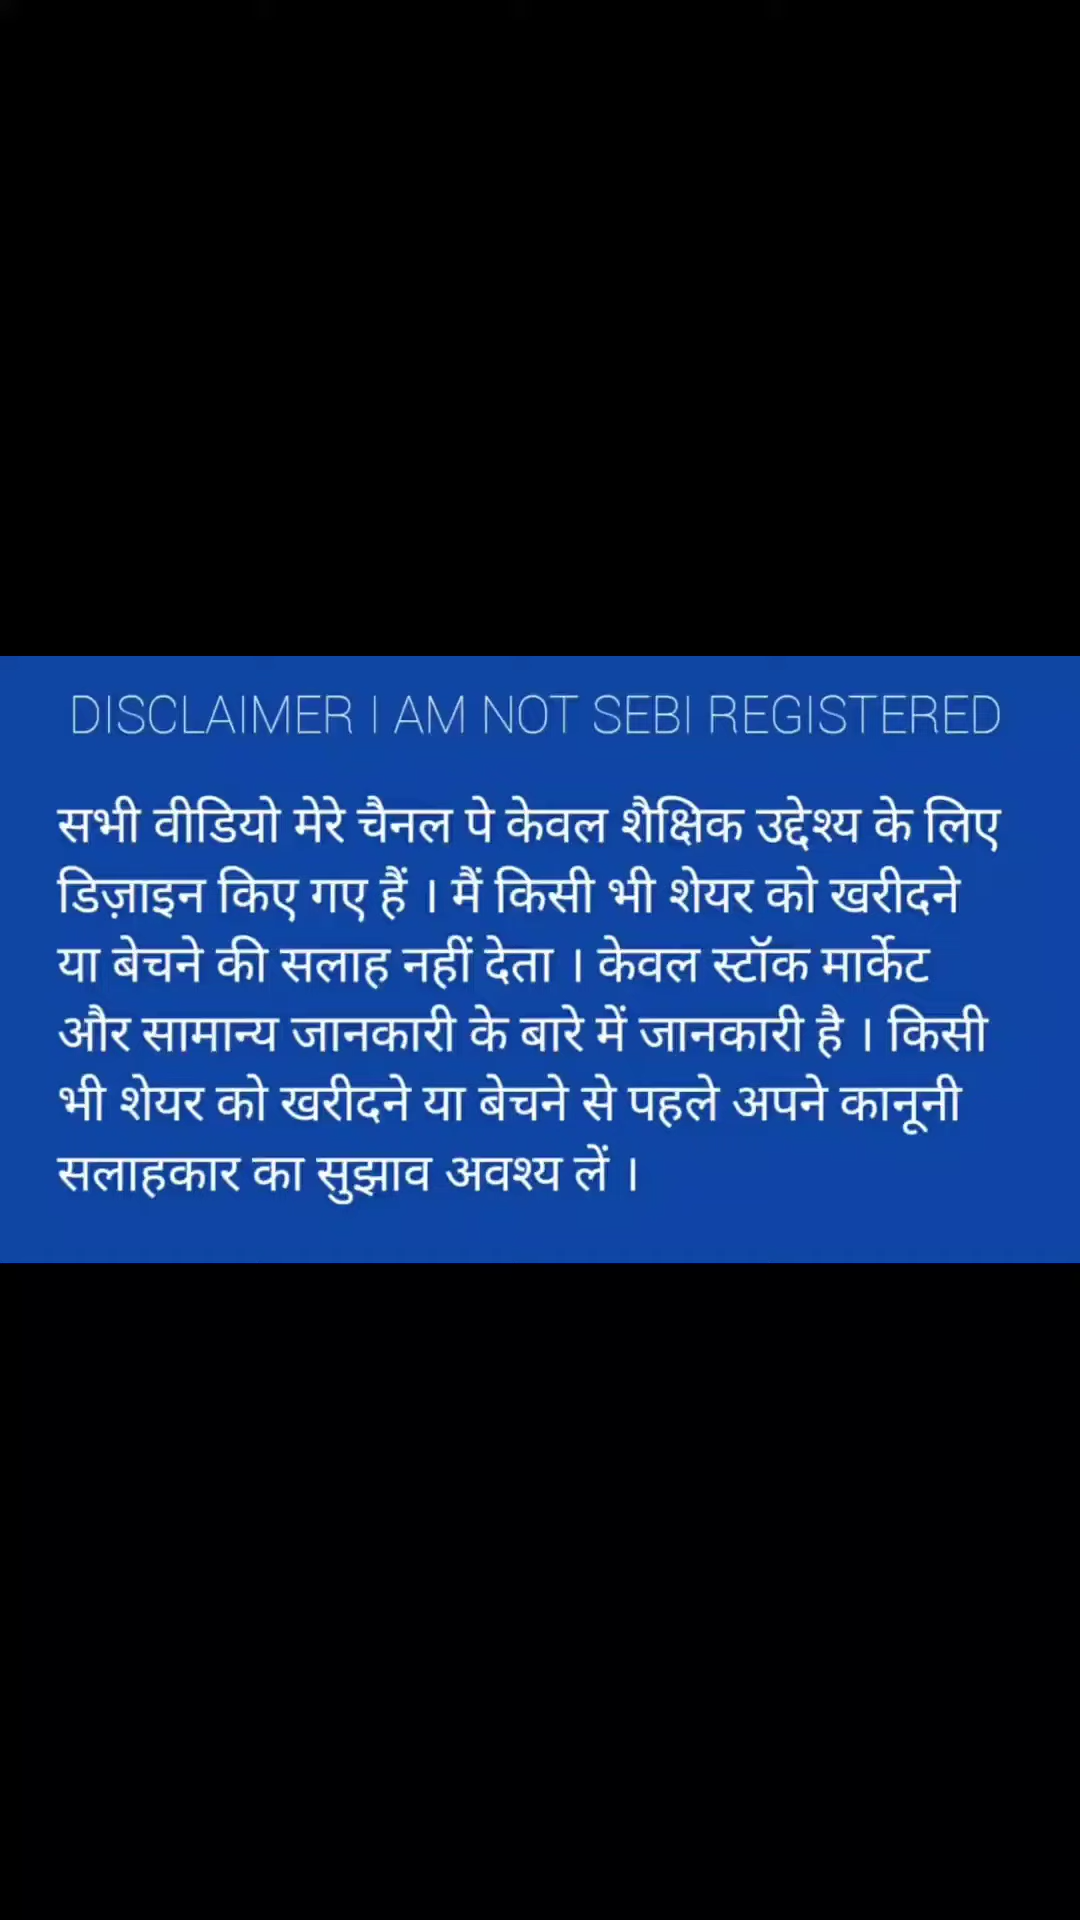 DISCLAIMER I AM NOT SEBI REGISTERED
सभी वीडियो मेरे चैनल पे केवल शैक्षिक उद्देश्य के लिए
डिज़ाइन किए गए हैं । मैं किसी भी शेयर को खरीदने
या बेचने की सलाह नहीं देता । केवल स्टॉक मार्केट
और सामान्य जानकारी के बारे में जानकारी है । किसी
भी शेयर को खरीदने या बेचने से पहले अपने कानूनी
सलाहकार का सुझाव अवश्य लें ।